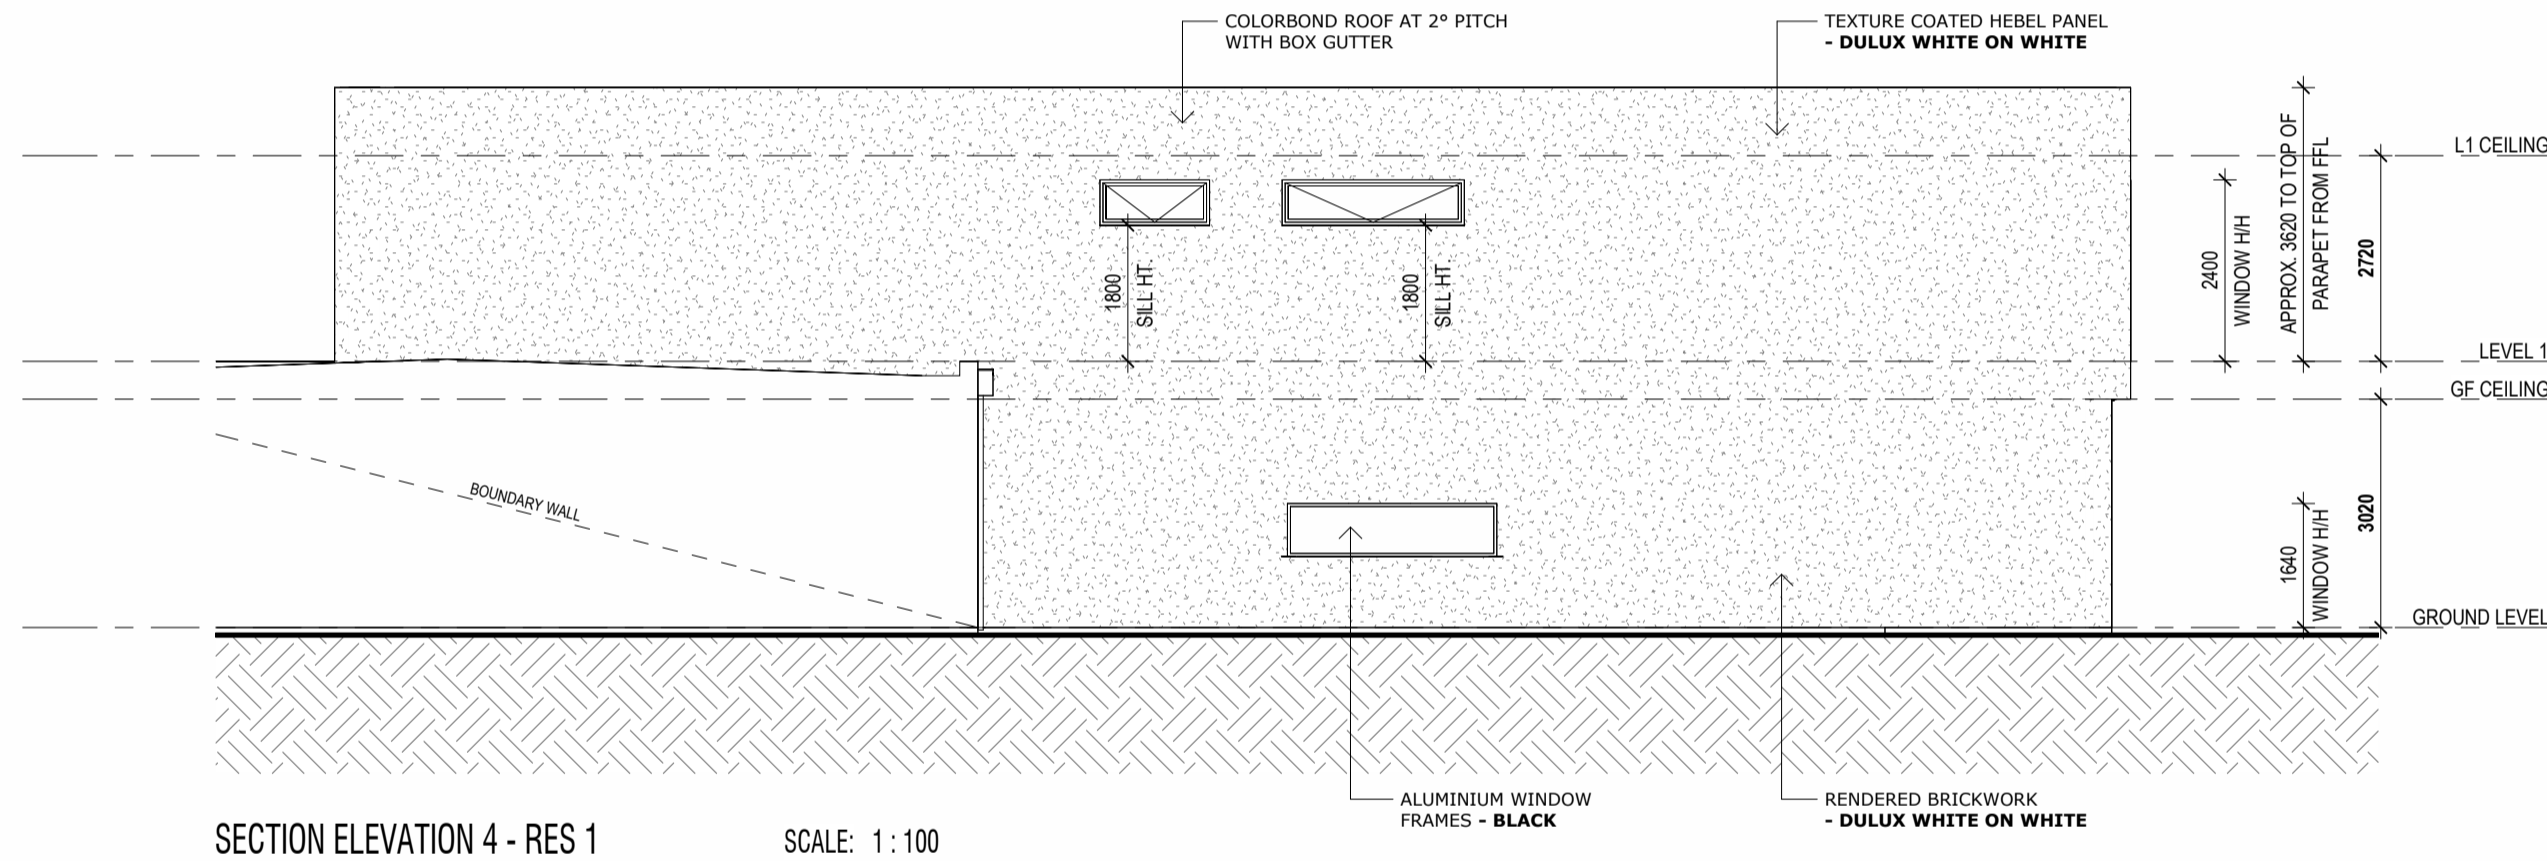 COLORBOND ROOF AT 2° PITCH
WITH BOX GUTTER
TEXTURE COATED HEBEL PANEL
- DULUX WHITE ON WHITE
L1 CEILING
2400
WINDOW H/H
APPROX. 3620 TO TOP OF
PARAPET FROM FFL
2720
1800
SILL HT.
1800
SILL HT.
LEVEL 1
GF CEILING
BOUNDARY WALL
1640
WINDOW H/H
3020
GROUND LEVEL
ALUMINIUM WINDOW
FRAMES - BLACK
RENDERED BRICKWORK
- DULUX WHITE ON WHITE
SECTION ELEVATION 4 - RES 1
SCALE: 1 : 100